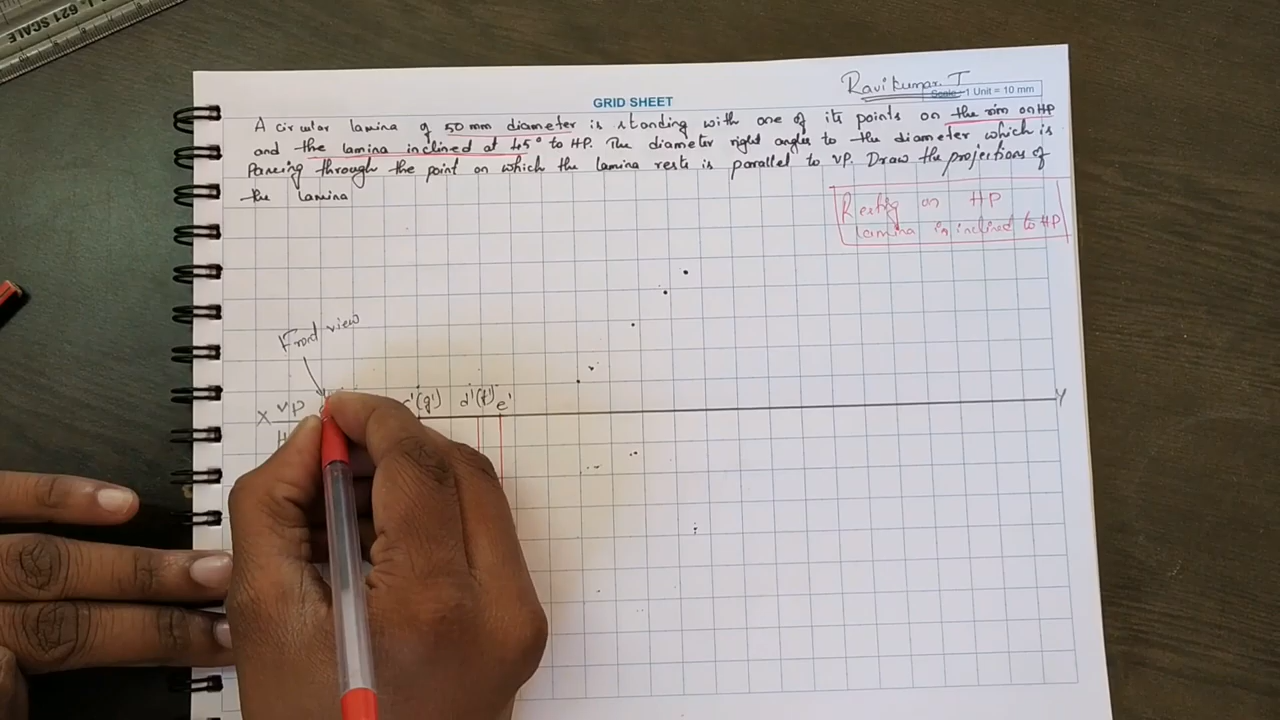 J. 621 SCALE
Ravikumar. T
GRID SHEET
Scale: 1 Unit = 10 mm
A circular lamina of 50 mm diameter is standing with one of its points on the rim on HP
and the lamina inclined at 45° to HP. The diameter right angles to the diameter which is
Passing through the point on which the lamina rests is parallel to VP. Draw the projections of
the lamina
Resting on HP
lamina is inclined to HP
Front view
X VP c'(g') d'(f') e' Y
H